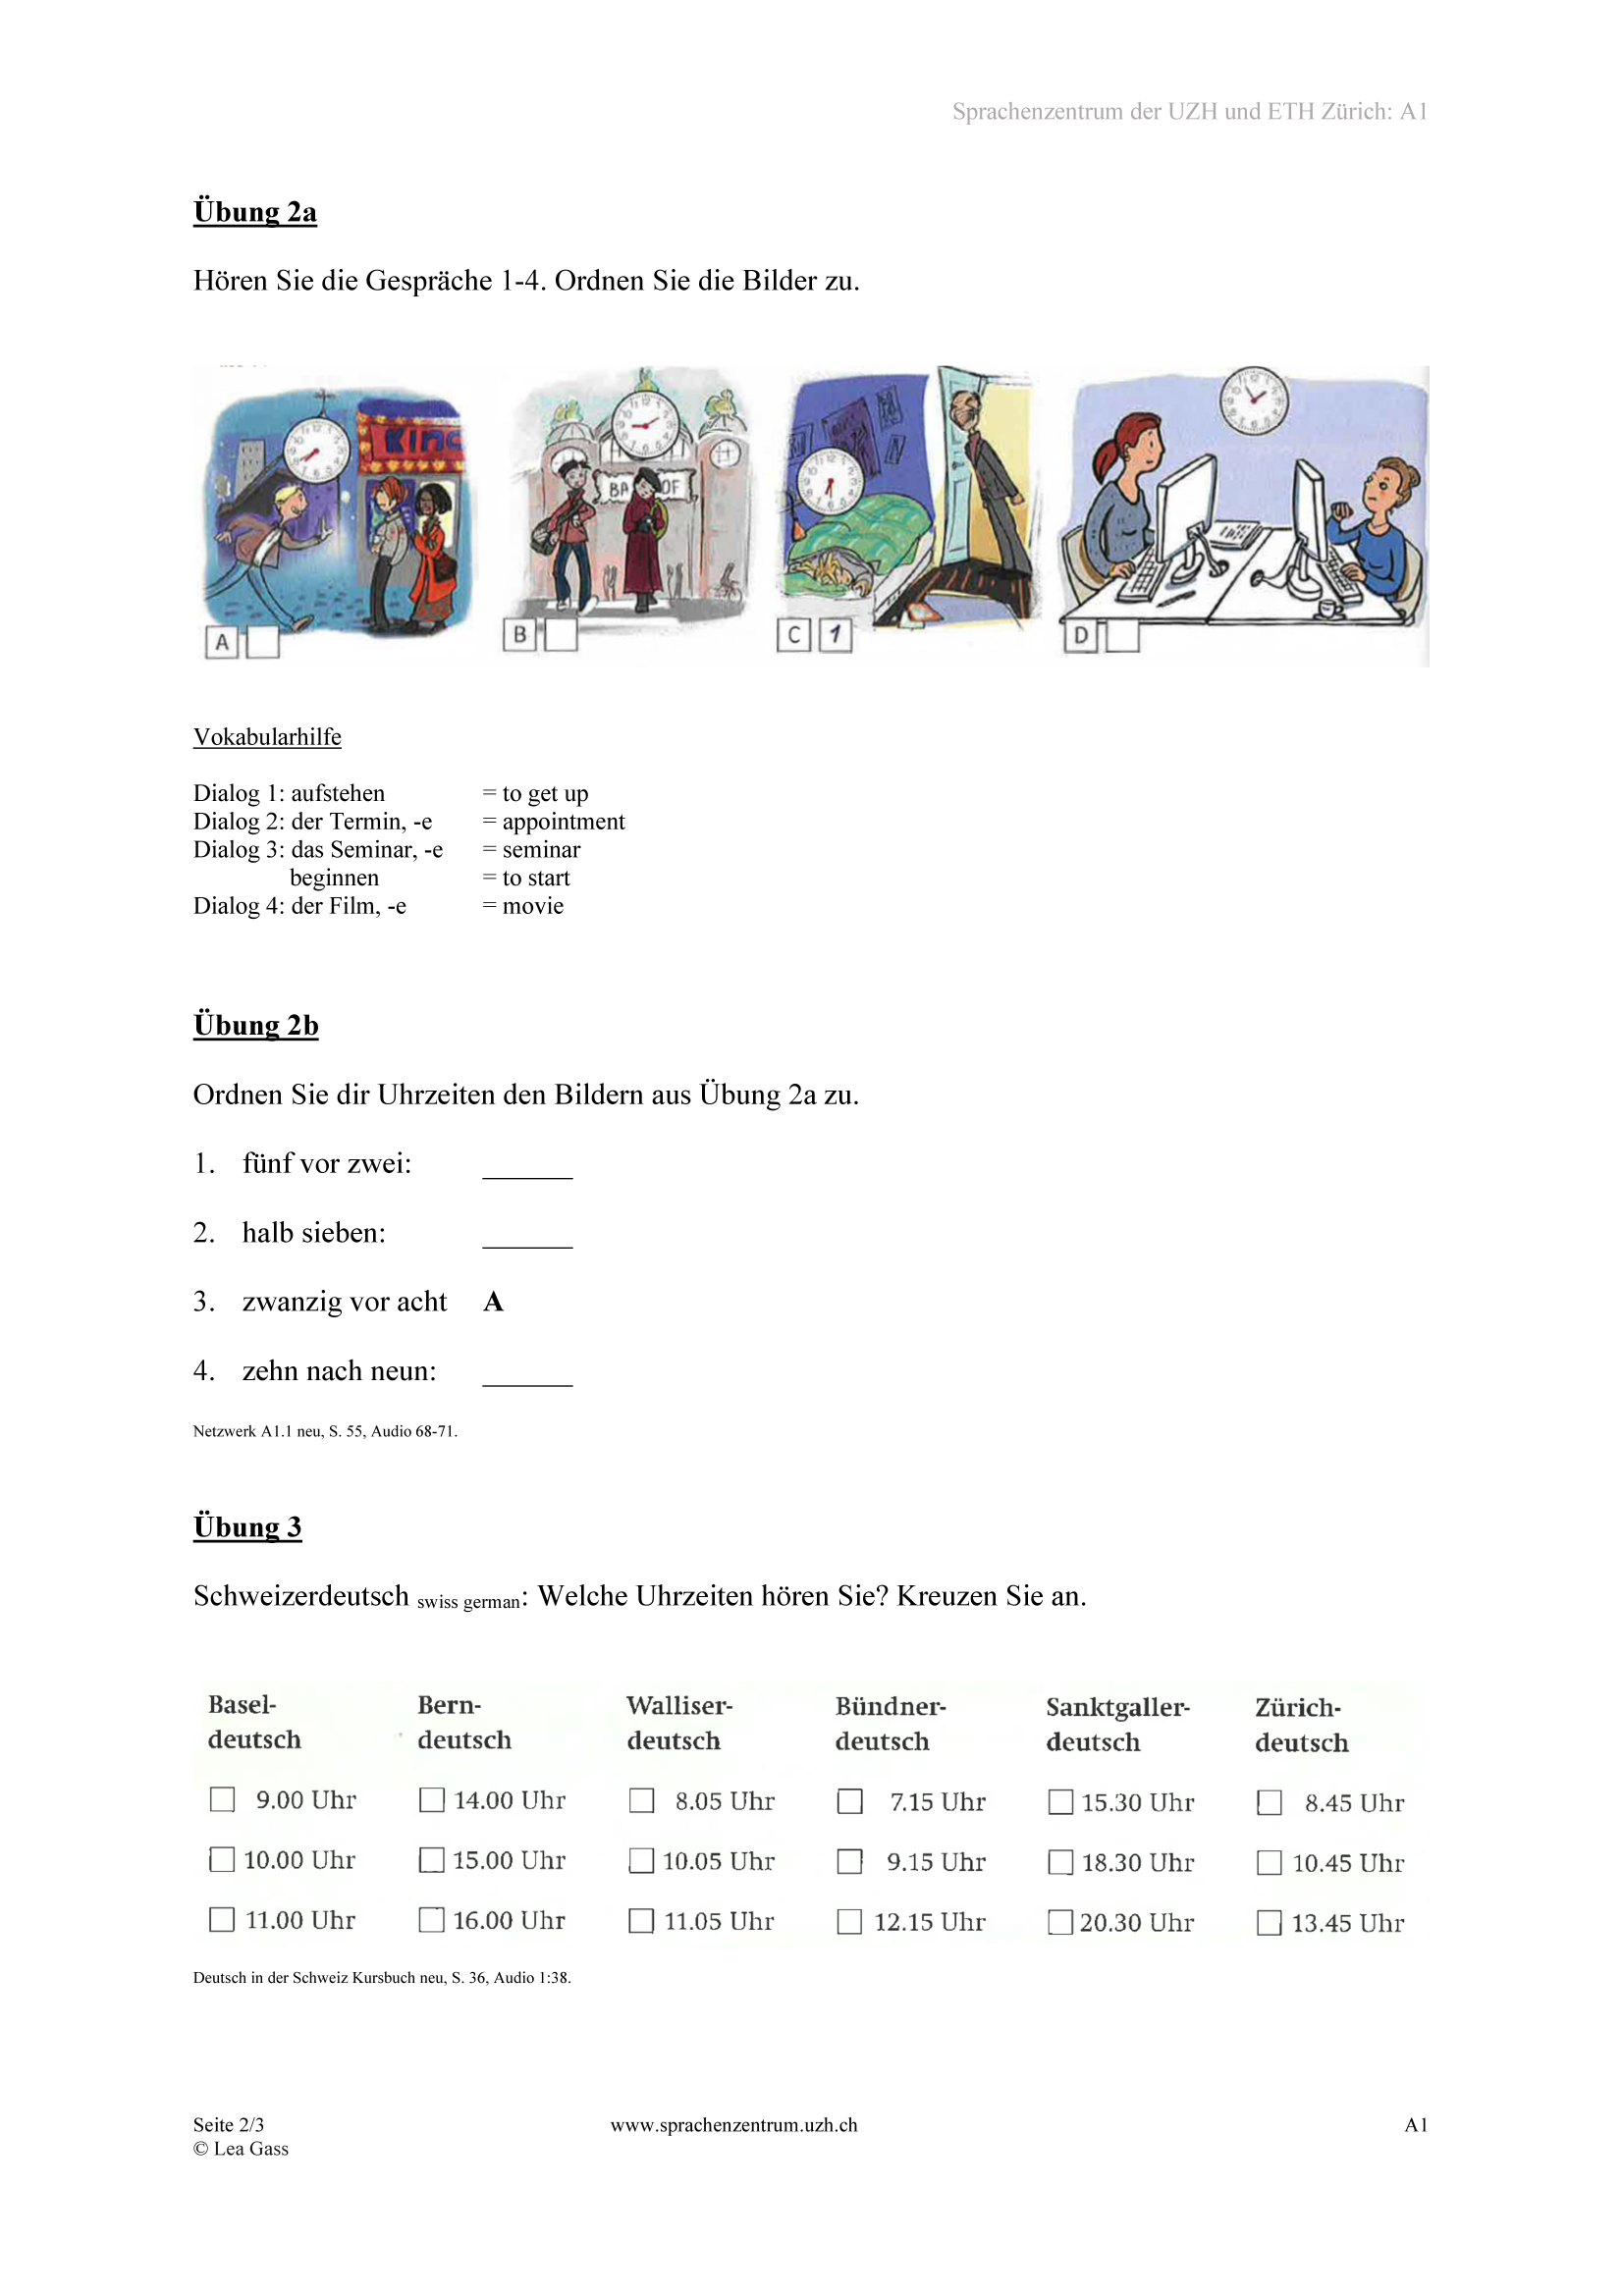 Sprachenzentrum der UZH und ETH Zürich: A1
Übung 2a
Hören Sie die Gespräche 1-4. Ordnen Sie die Bilder zu.
Kino
BA OF
A
B
C 1
D
Vokabularhilfe
Dialog 1: aufstehen = to get up
Dialog 2: der Termin, -e = appointment
Dialog 3: das Seminar, -e = seminar
beginnen = to start
Dialog 4: der Film, -e = movie
Übung 2b
Ordnen Sie dir Uhrzeiten den Bildern aus Übung 2a zu.
1. fünf vor zwei: ______
2. halb sieben: ______
3. zwanzig vor acht A
4. zehn nach neun: ______
Netzwerk A1.1 neu, S. 55, Audio 68-71.
Übung 3
Schweizerdeutsch swiss german: Welche Uhrzeiten hören Sie? Kreuzen Sie an.
Basel- Bern- Walliser- Bündner- Sanktgaller- Zürich-
deutsch deutsch deutsch deutsch deutsch deutsch
9.00 Uhr 14.00 Uhr 8.05 Uhr 7.15 Uhr 15.30 Uhr 8.45 Uhr
10.00 Uhr 15.00 Uhr 10.05 Uhr 9.15 Uhr 18.30 Uhr 10.45 Uhr
11.00 Uhr 16.00 Uhr 11.05 Uhr 12.15 Uhr 20.30 Uhr 13.45 Uhr
Deutsch in der Schweiz Kursbuch neu, S. 36, Audio 1:38.
Seite 2/3 www.sprachenzentrum.uzh.ch A1
© Lea Gass